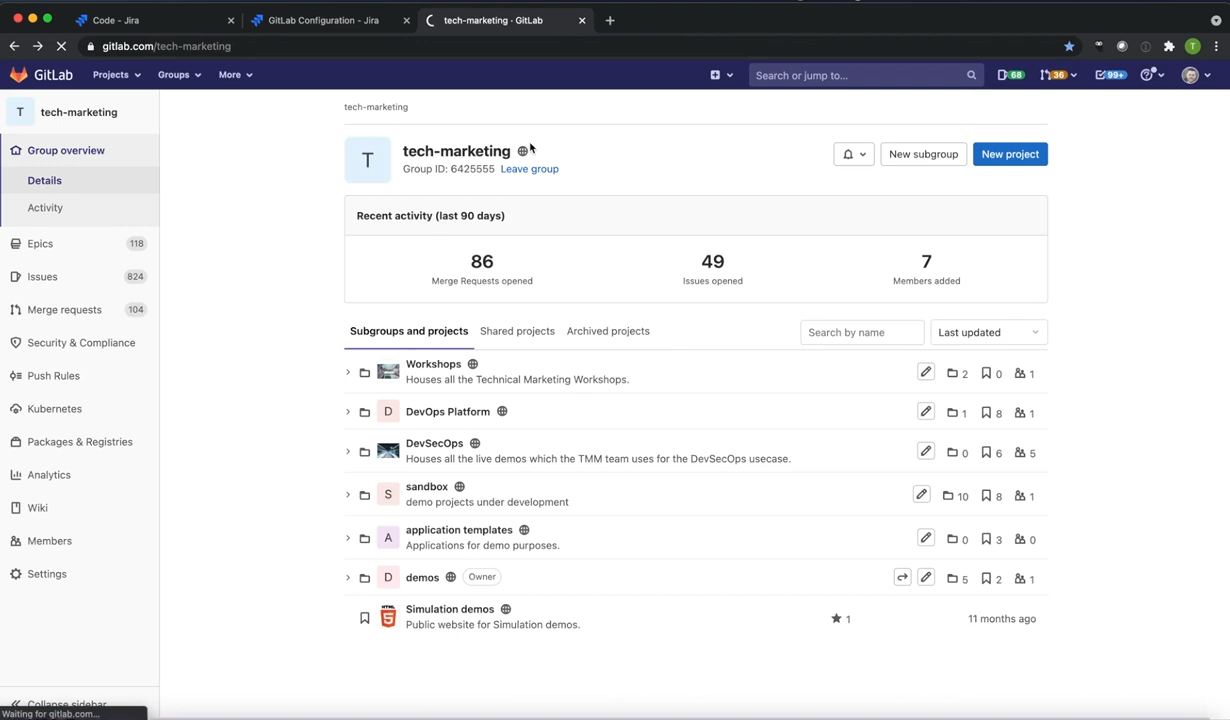 Code - Jira
GitLab Configuration - Jira
tech-marketing · GitLab
gitlab.com/tech-marketing
T
GitLab
Projects
Groups
More
Search or jump to...
68
36
99+
T
tech-marketing
Group overview
Details
Activity
Epics 118
Issues 824
Merge requests 104
Security & Compliance
Push Rules
Kubernetes
Packages & Registries
Analytics
Wiki
Members
Settings
Collapse sidebar
Waiting for gitlab.com...
tech-marketing
T
tech-marketing
Group ID: 6425555 Leave group
New subgroup
New project
Recent activity (last 90 days)
86
Merge Requests opened
49
Issues opened
7
Members added
Subgroups and projects
Shared projects
Archived projects
Search by name
Last updated
Workshops
Houses all the Technical Marketing Workshops.
2 0 1
D
DevOps Platform
1 8 1
DevSecOps
Houses all the live demos which the TMM team uses for the DevSecOps usecase.
0 6 5
S
sandbox
demo projects under development
10 8 1
A
application templates
Applications for demo purposes.
0 3 0
D
demos Owner
5 2 1
HTML
5
Simulation demos
Public website for Simulation demos.
1
11 months ago